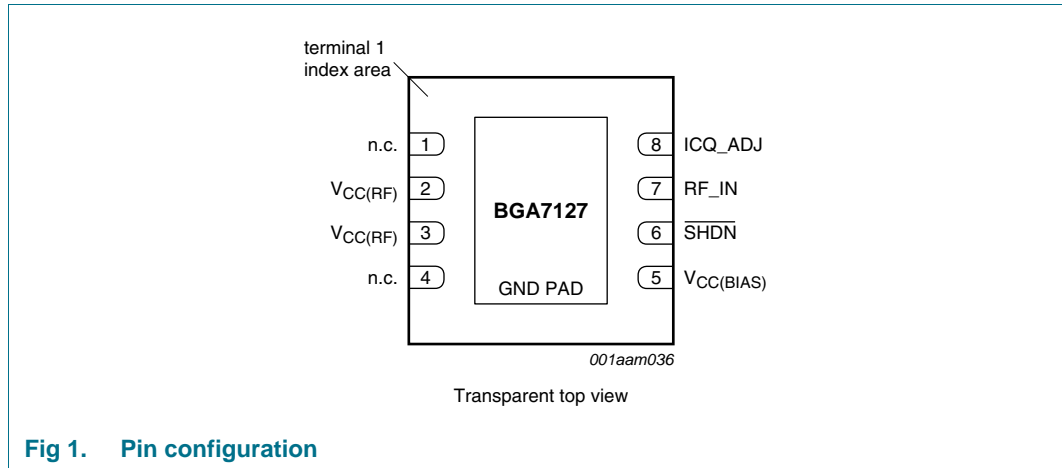 terminal 1
index area
n.c. 1
VCC(RF) 2
VCC(RF) 3
n.c. 4
BGA7127
GND PAD
8 ICQ_ADJ
7 RF_IN
6 S̅H̅D̅N̅
5 VCC(BIAS)
001aam036
Transparent top view
Fig 1. Pin configuration